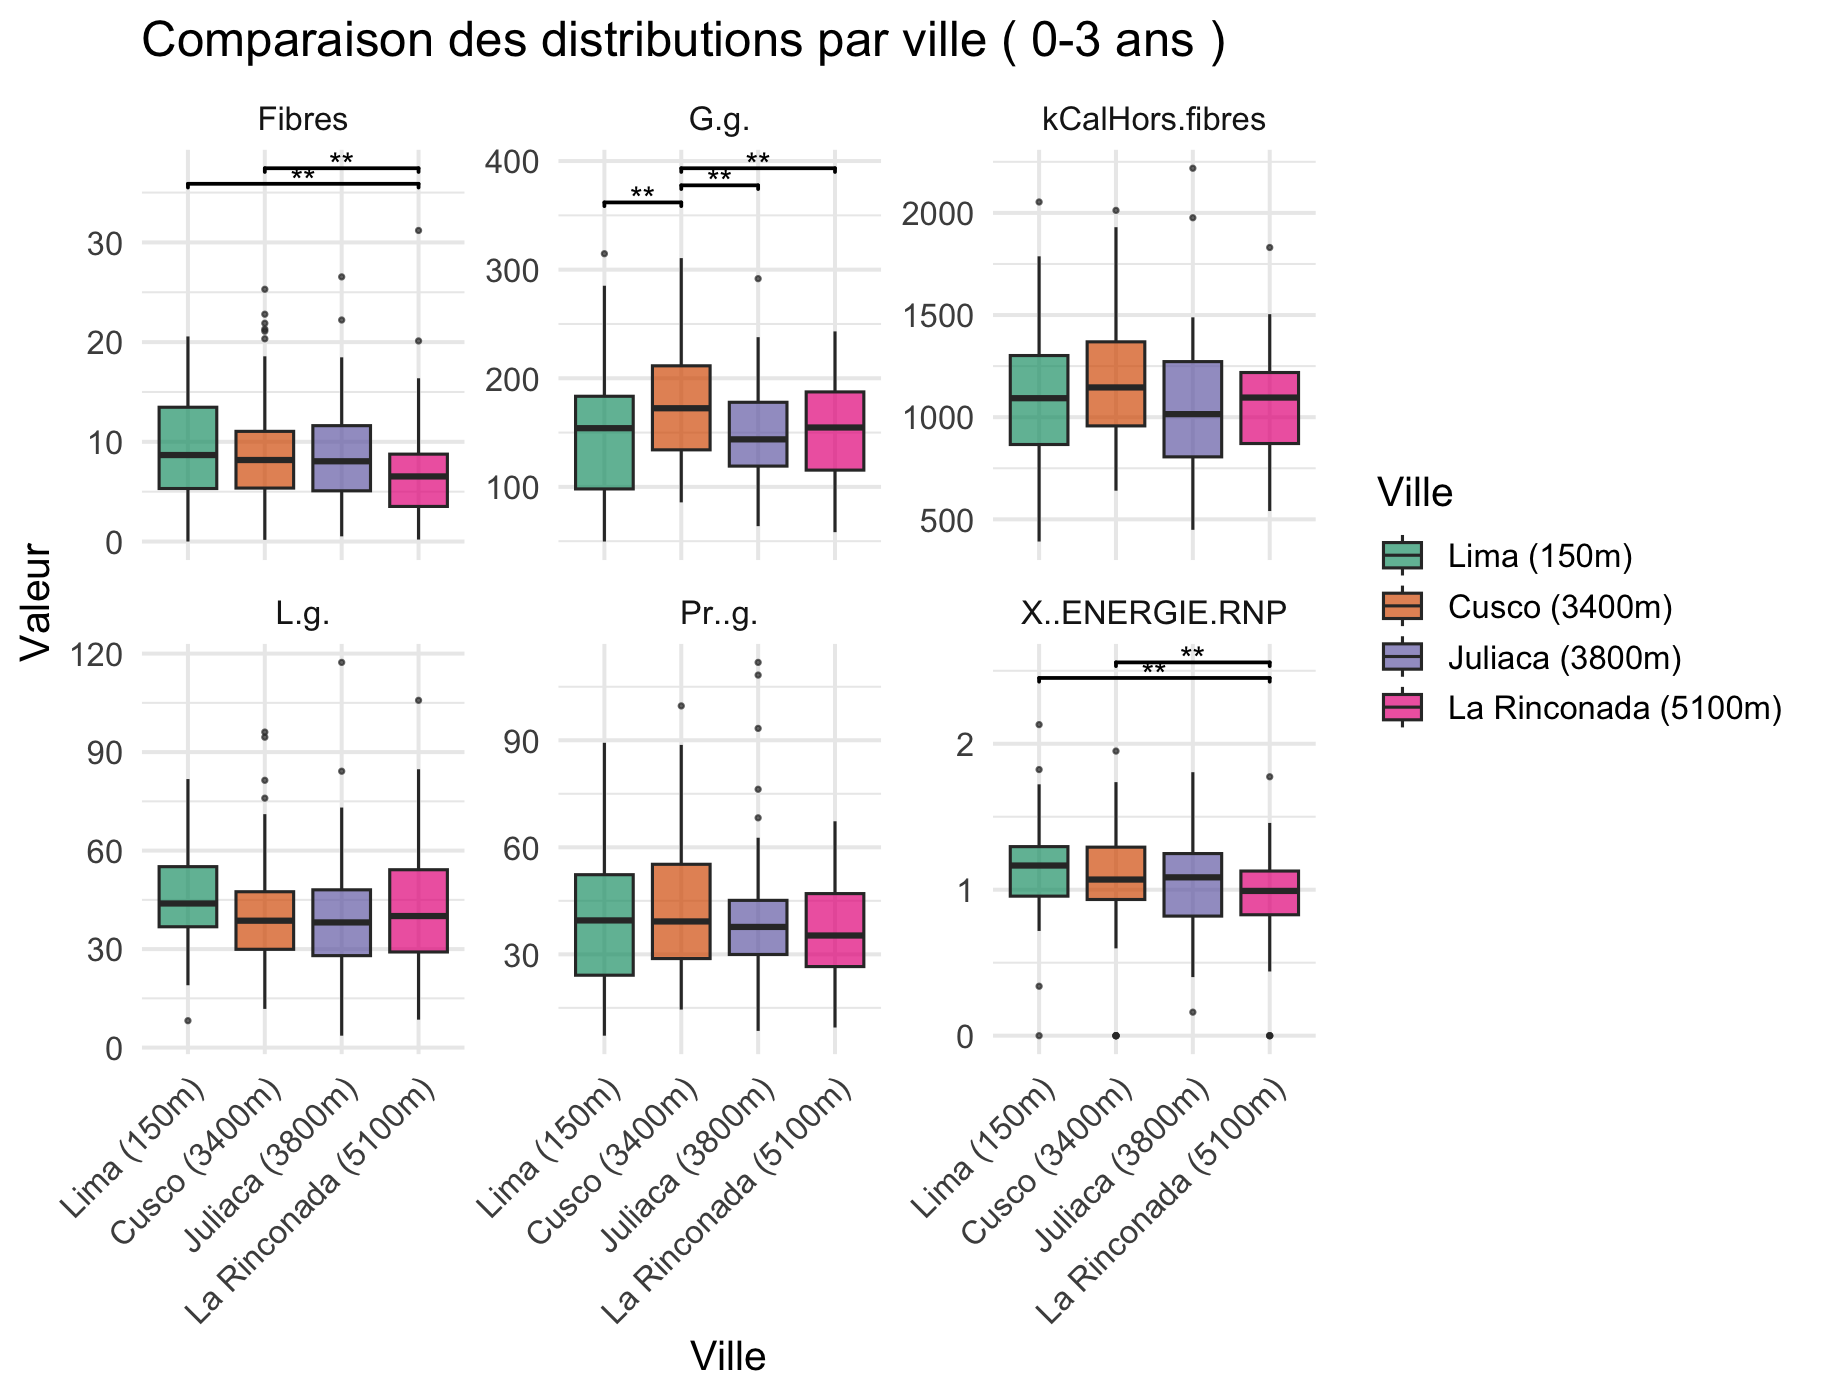 Comparaison des distributions par ville ( 0-3 ans )
Fibres
G.g.
kCalHors.fibres
** 
**
**
**
**
400
300
200
100
30
20
10
0
2000
1500
1000
500
Valeur
L.g.
Pr..g.
X..ENERGIE.RNP
**
**
120
90
60
30
0
90
60
30
2
1
0
Lima (150m)
Cusco (3400m)
Juliaca (3800m)
La Rinconada (5100m)
Lima (150m)
Cusco (3400m)
Juliaca (3800m)
La Rinconada (5100m)
Lima (150m)
Cusco (3400m)
Juliaca (3800m)
La Rinconada (5100m)
Ville
Ville
Lima (150m)
Cusco (3400m)
Juliaca (3800m)
La Rinconada (5100m)